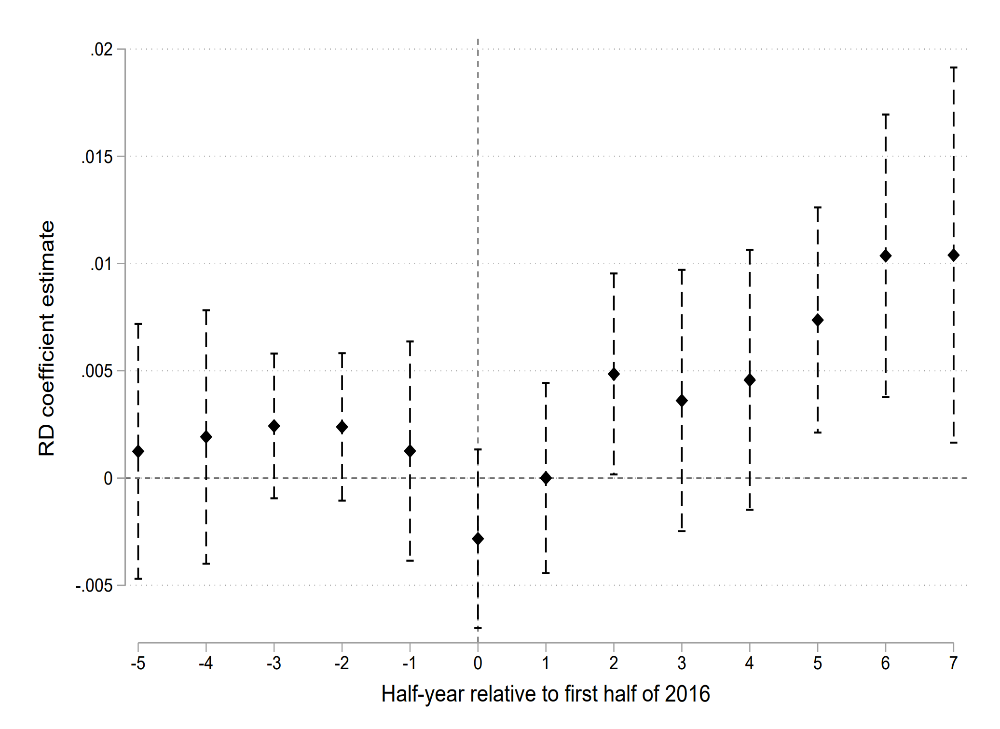 .02
.015
.01
.005
0
-.005
RD coefficient estimate
-5 -4 -3 -2 -1 0 1 2 3 4 5 6 7
Half-year relative to first half of 2016